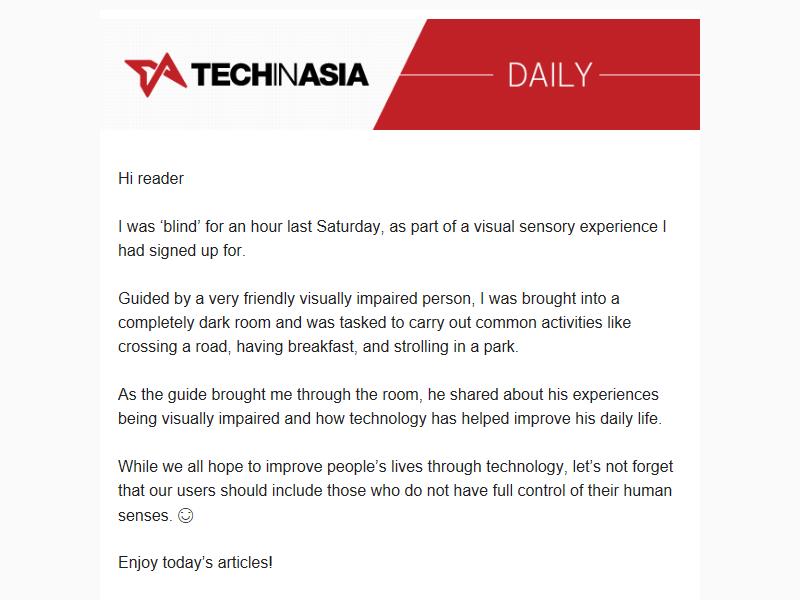 TECHINASIA
DAILY
Hi reader
I was ‘blind’ for an hour last Saturday, as part of a visual sensory experience I
had signed up for.
Guided by a very friendly visually impaired person, I was brought into a
completely dark room and was tasked to carry out common activities like
crossing a road, having breakfast, and strolling in a park.
As the guide brought me through the room, he shared about his experiences
being visually impaired and how technology has helped improve his daily life.
While we all hope to improve people’s lives through technology, let’s not forget
that our users should include those who do not have full control of their human
senses. ☺
Enjoy today’s articles!